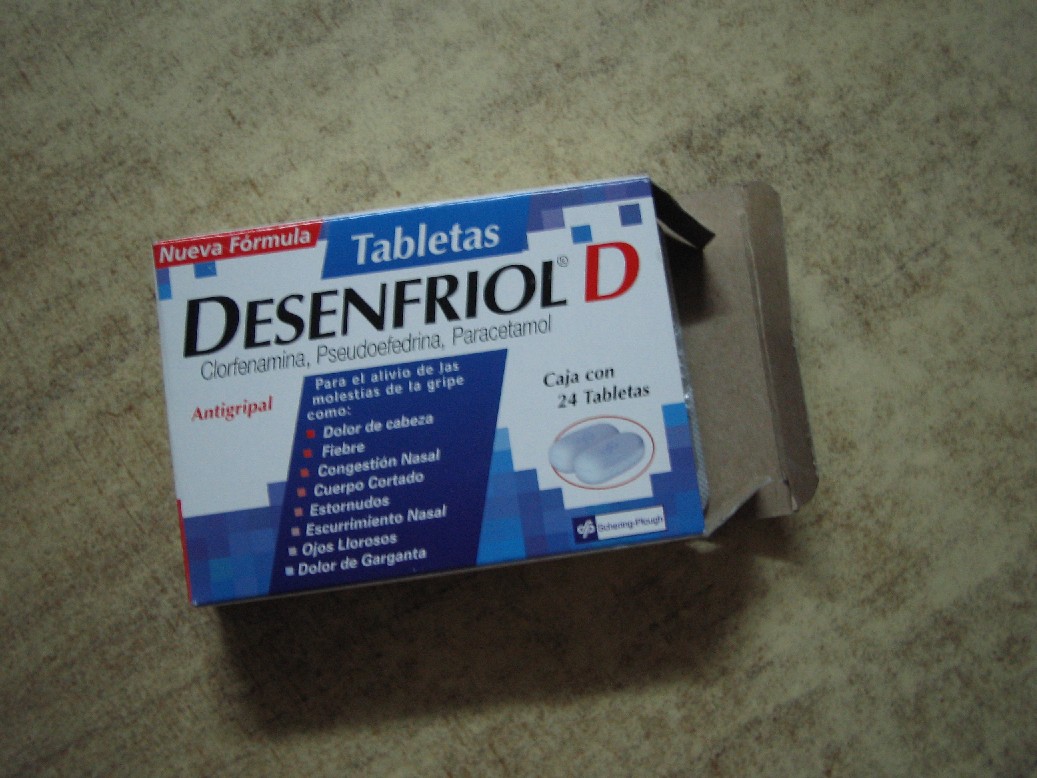 Nueva Fórmula
Tabletas
DESENFRIOL® D
Clorfenamina, Pseudoefedrina, Paracetamol
Antigripal
Para el alivio de las
molestias de la gripe
como:
Dolor de cabeza
Fiebre
Congestión Nasal
Cuerpo Cortado
Estornudos
Escurrimiento Nasal
Ojos Llorosos
Dolor de Garganta
Caja con
24 Tabletas
Schering-Plough